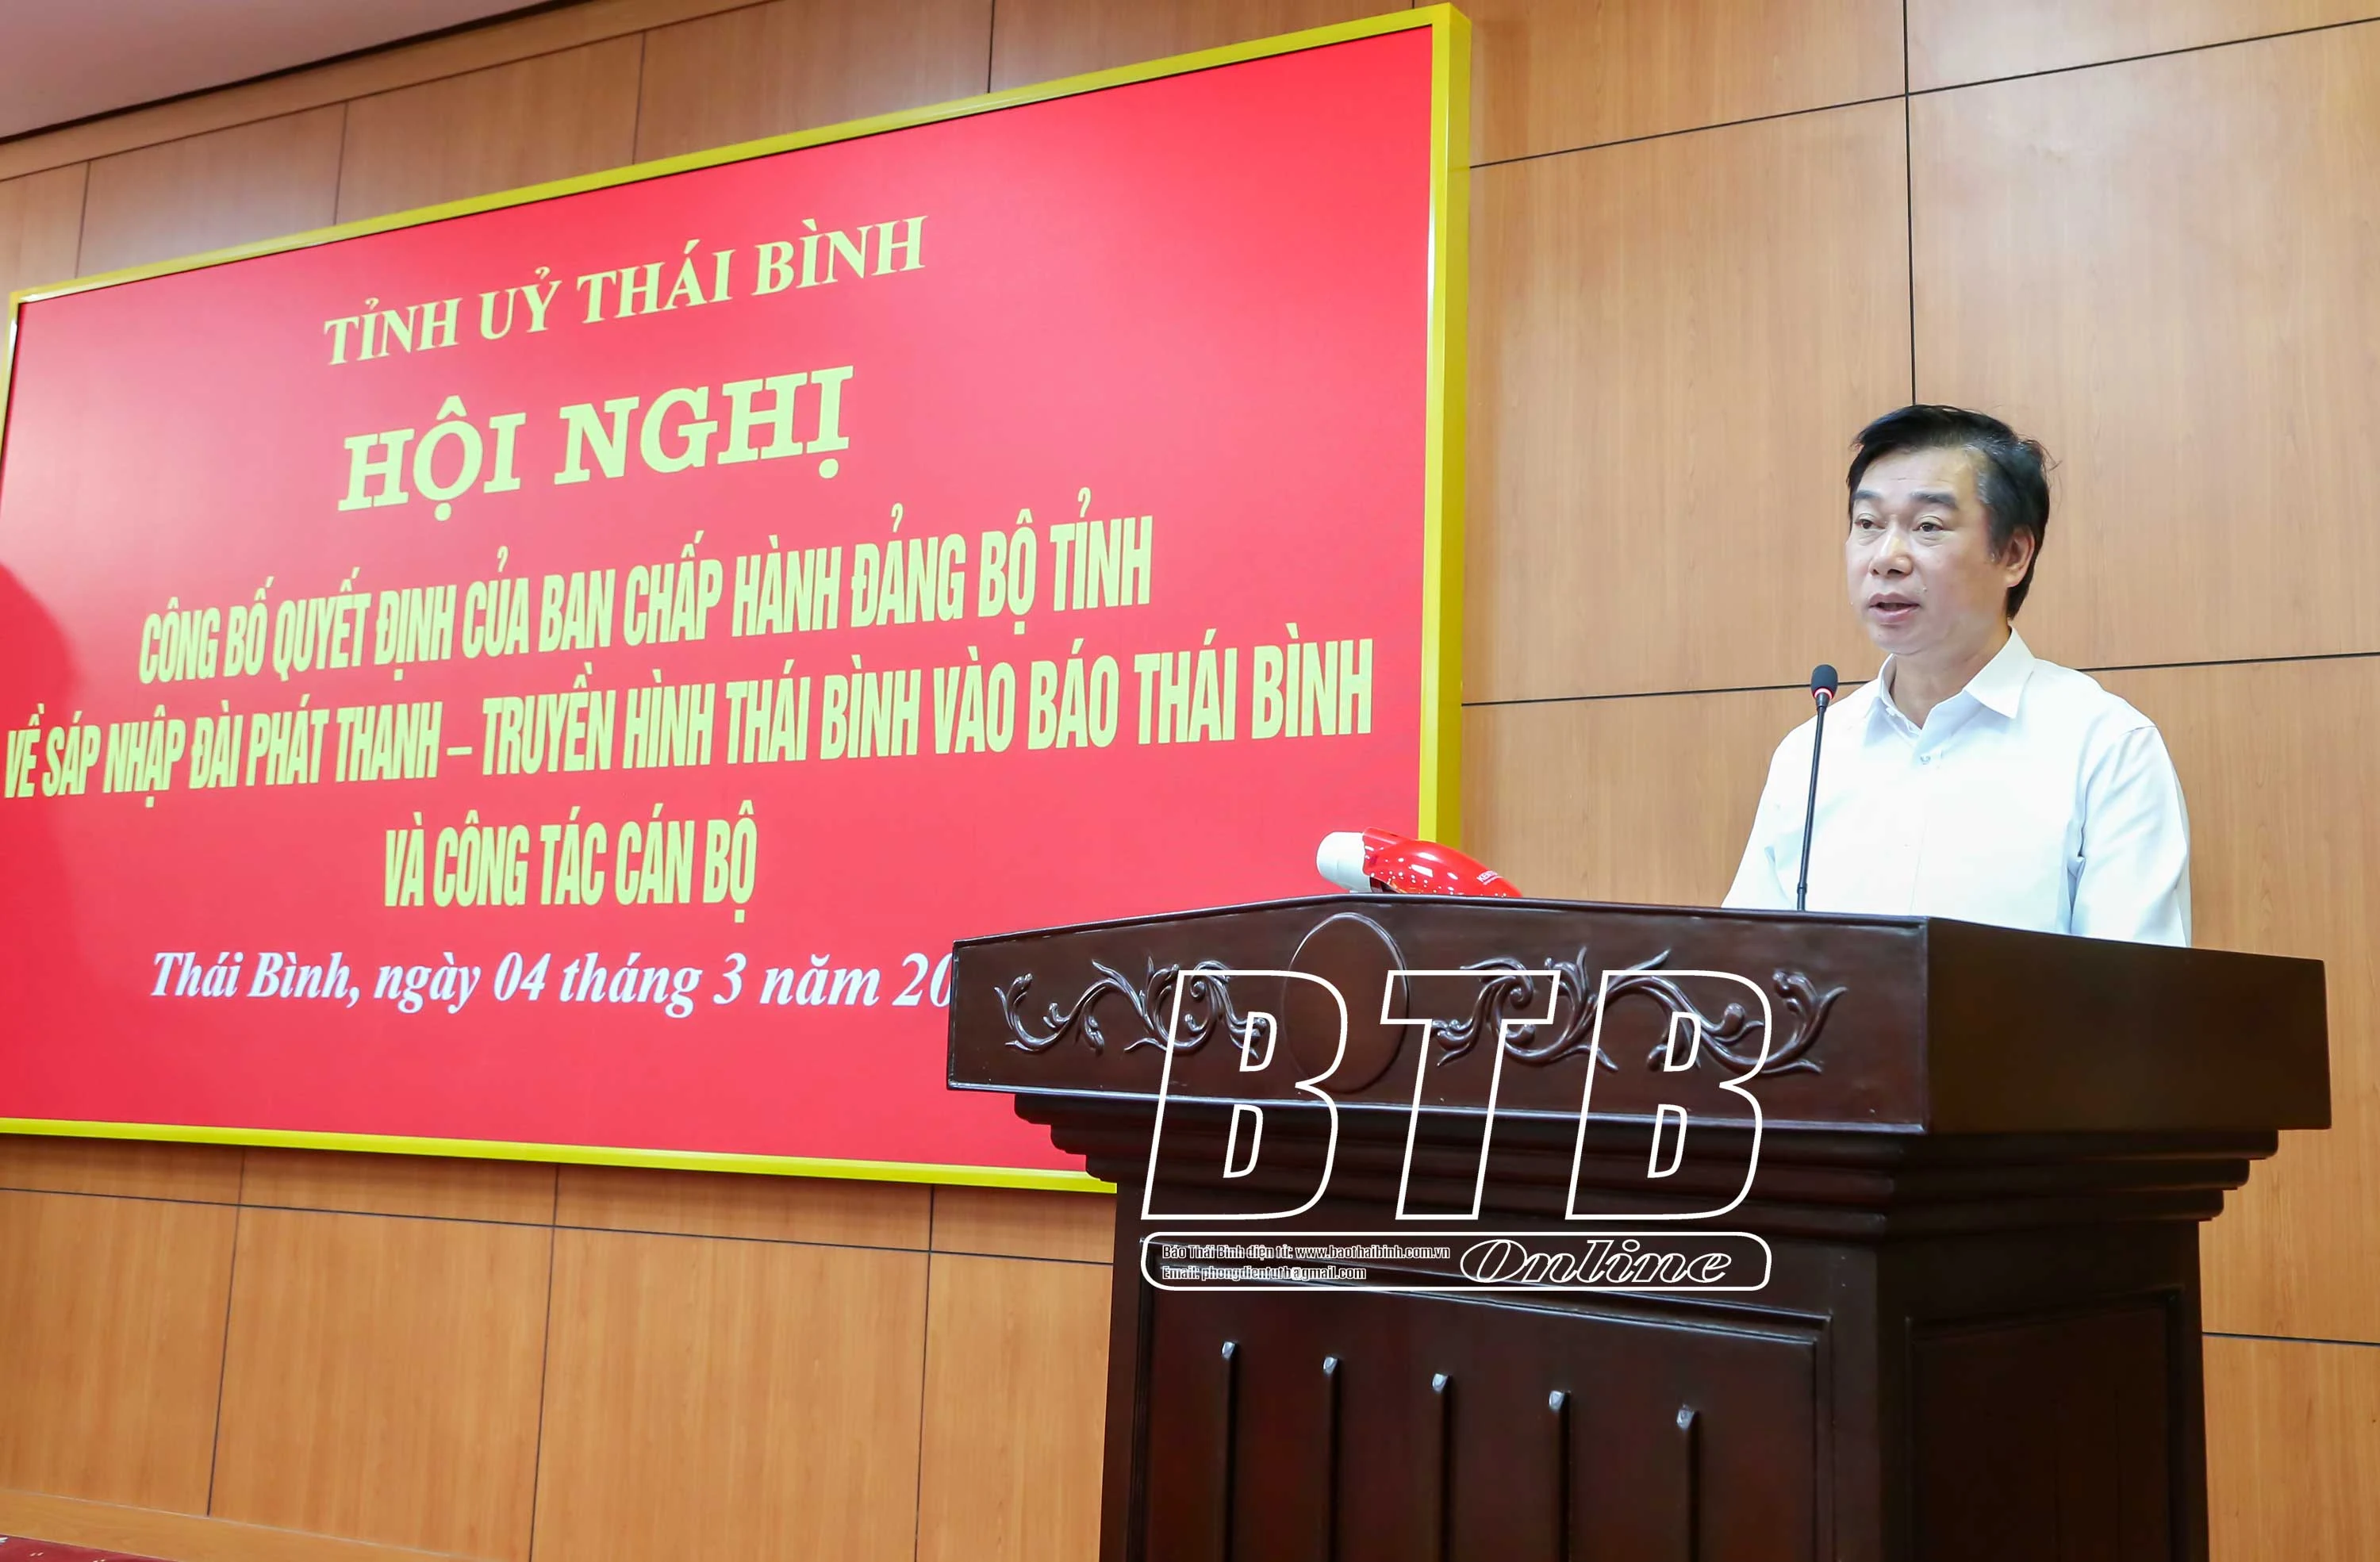 TỈNH UỶ THÁI BÌNH
HỘI NGHỊ
CÔNG BỐ QUYẾT ĐỊNH CỦA BAN CHẤP HÀNH ĐẢNG BỘ TỈNH
VỀ SÁP NHẬP ĐÀI PHÁT THANH – TRUYỀN HÌNH THÁI BÌNH VÀO BÁO THÁI BÌNH
VÀ CÔNG TÁC CÁN BỘ
Thái Bình, ngày 04 tháng 3 năm 20
BTB
Báo Thái Bình điện tử: www.baothaibinh.com.vn
Email: phongdientutb@gmail.com
Online